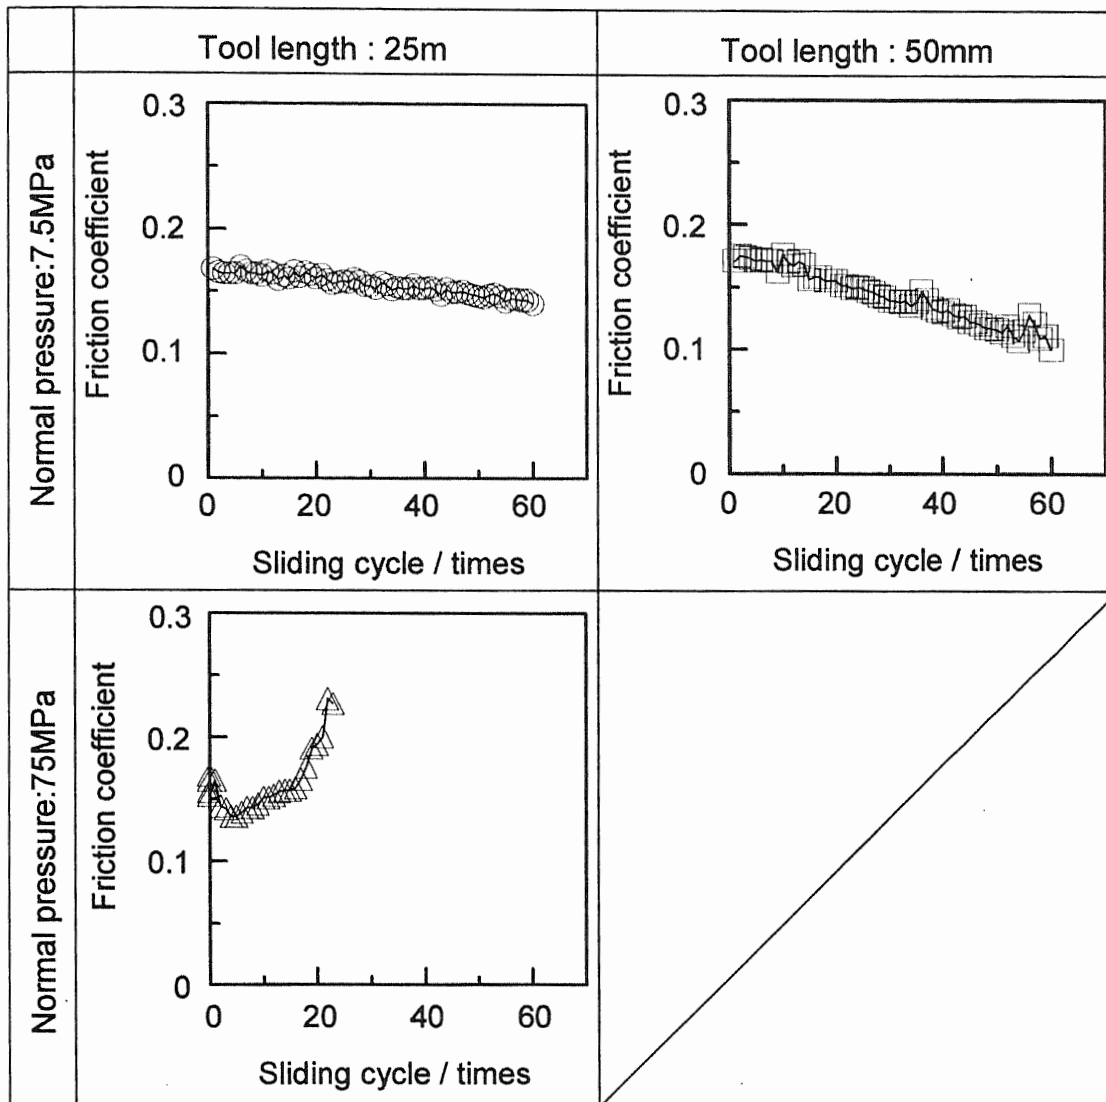 Tool length : 25m
Tool length : 50mm
Normal pressure:7.5MPa
Friction coefficient
0.3
0.2
0.1
0
0
20
40
60
Sliding cycle / times
Friction coefficient
0.3
0.2
0.1
0
0
20
40
60
Sliding cycle / times
Normal pressure:75MPa
Friction coefficient
0.3
0.2
0.1
0
0
20
40
60
Sliding cycle / times